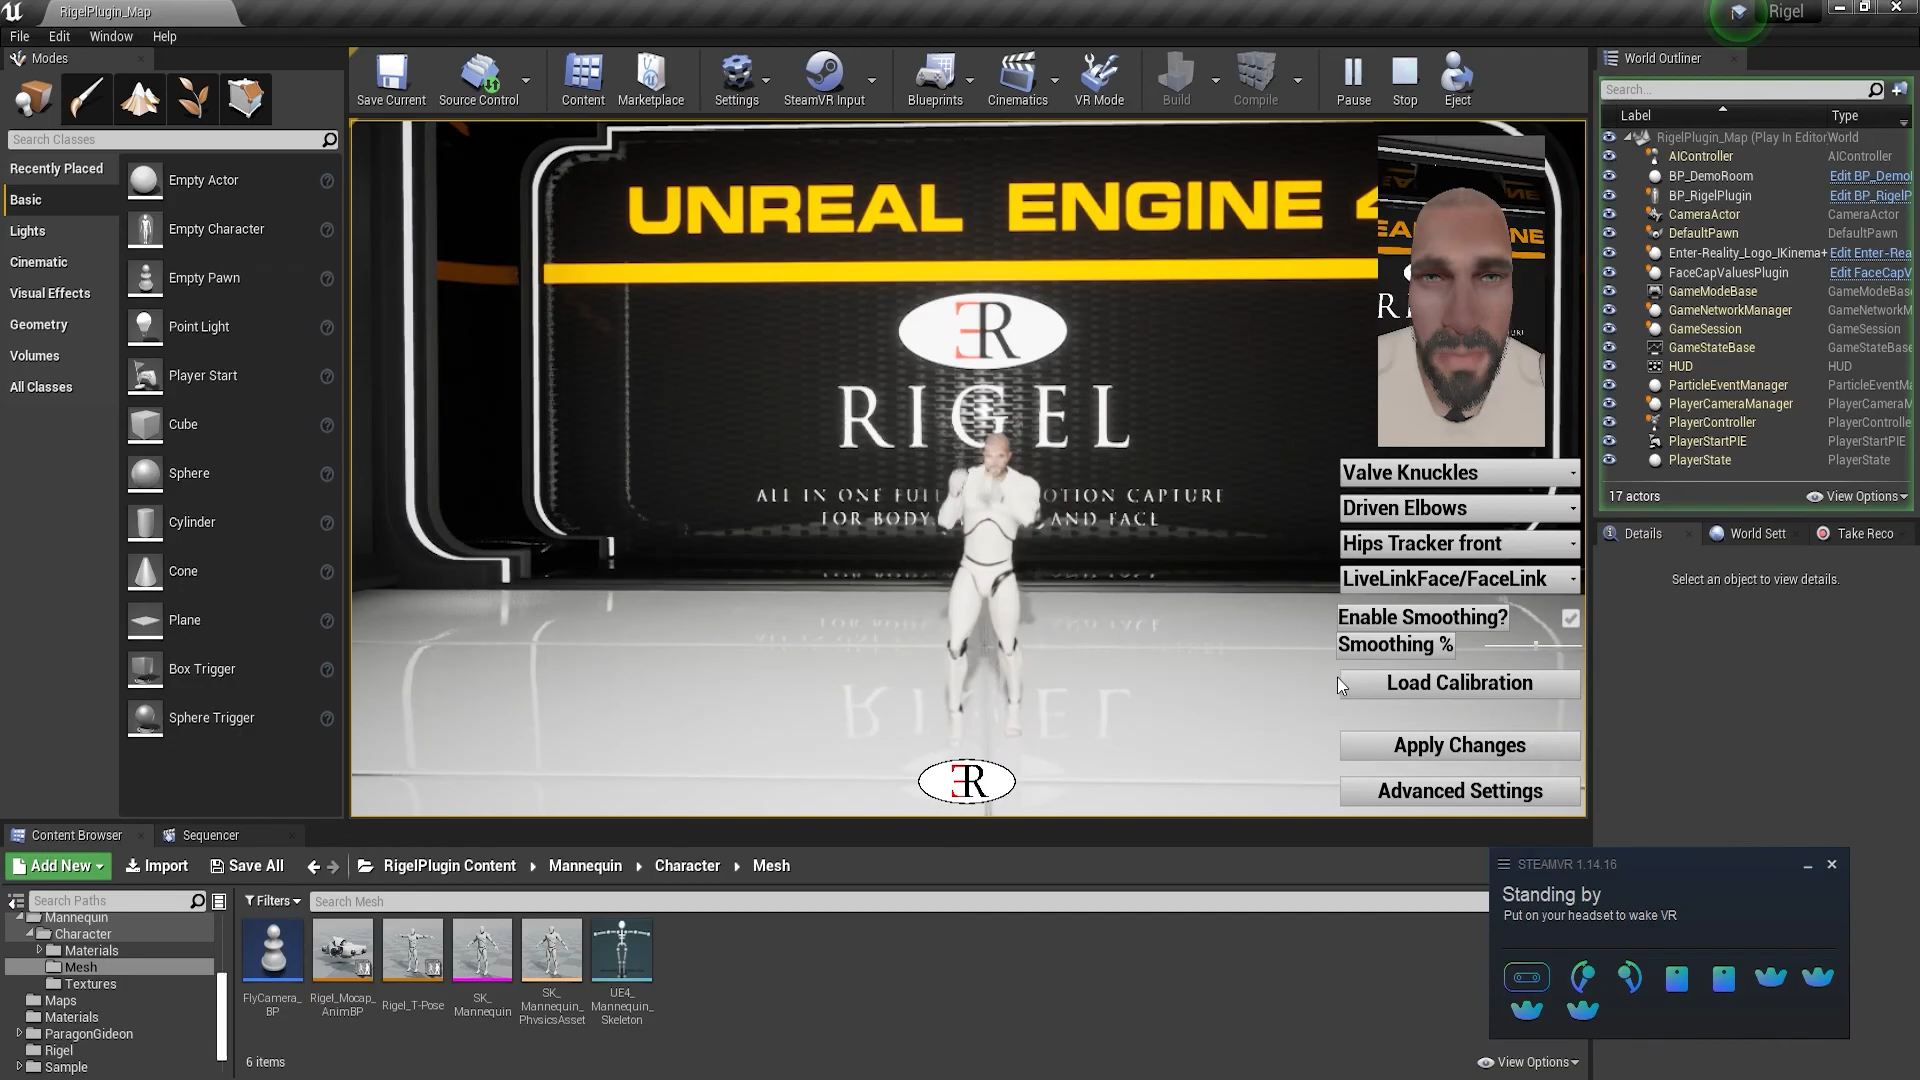 RigelPlugin_Map
Rigel
File Edit Window Help
Modes
Save Current
Source Control
Content
Marketplace
Settings
SteamVR Input
Blueprints
Cinematics
VR Mode
Build
Compile
Pause
Stop
Eject
Search Classes
Recently Placed
Basic
Lights
Cinematic
Visual Effects
Geometry
Volumes
All Classes
Empty Actor
Empty Character
Empty Pawn
Point Light
Player Start
Cube
Sphere
Cylinder
Cone
Plane
Box Trigger
Sphere Trigger
UNREAL ENGINE 4
ER
RIGEL
ALL IN ONE FULL OTION CAPTURE
FOR BODY, AND FACE
ER
Valve Knuckles
Driven Elbows
Hips Tracker front
LiveLinkFace/FaceLink
Enable Smoothing?
Smoothing %
Load Calibration
Apply Changes
Advanced Settings
World Outliner
Search...
Label Type
RigelPlugin_Map (Play In Editor World
AIController AIController
BP_DemoRoom Edit BP_Demo
BP_RigelPlugin Edit BP_RigelP
CameraActor CameraActor
DefaultPawn DefaultPawn
Enter-Reality_Logo_IKinema+ Edit Enter-Rea
FaceCapValuesPlugin Edit FaceCapV
GameModeBase GameModeBas
GameNetworkManager GameNetworkM
GameSession GameSession
GameStateBase GameStateBase
HUD HUD
ParticleEventManager ParticleEventMa
PlayerCameraManager PlayerCameraM
PlayerController PlayerControlle
PlayerStartPIE PlayerStartPIE
PlayerState PlayerState
17 actors View Options
Details World Sett Take Reco
Select an object to view details.
Content Browser Sequencer
Add New Import Save All RigelPlugin Content Mannequin Character Mesh
Search Paths
Filters Search Mesh
Mannequin
Character
Materials
Mesh
Textures
Maps
Materials
ParagonGideon
Rigel
Sample
FlyCamera_
BP
Rigel_Mocap_
AnimBP
Rigel_T-Pose
SK_
Mannequin
SK_
Mannequin_
PhysicsAsset
UE4_
Mannequin_
Skeleton
6 items
View Options
STEAMVR 1.14.16
Standing by
Put on your headset to wake VR